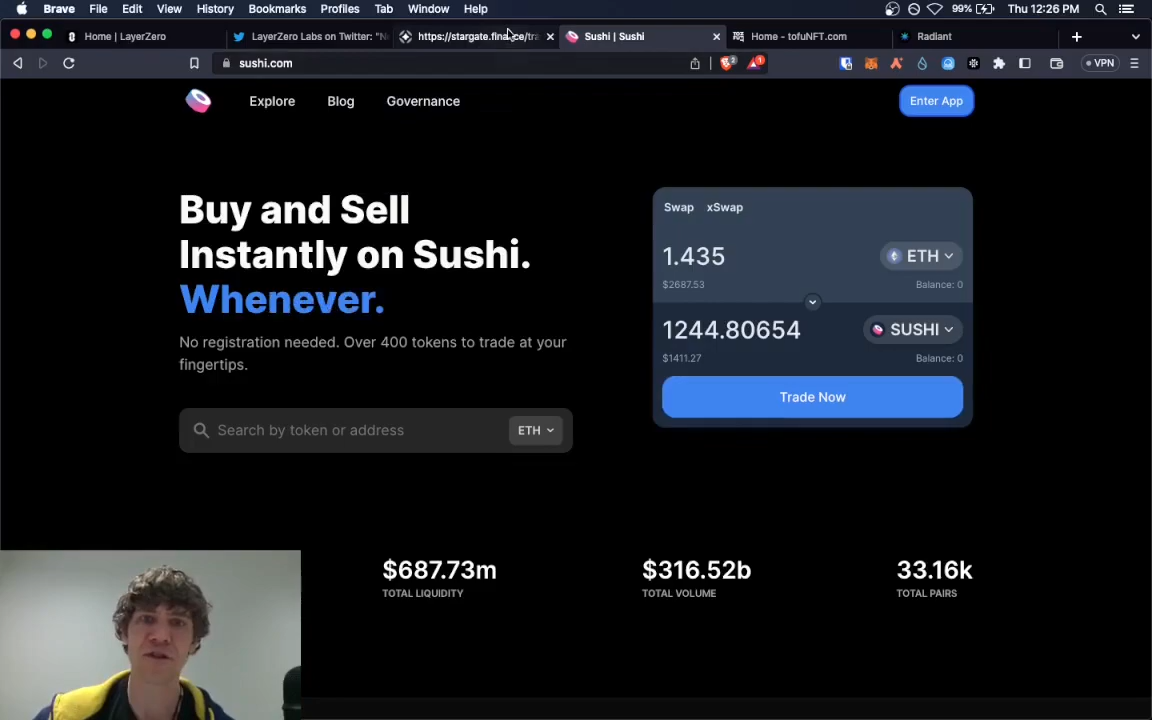 Brave File Edit View History Bookmarks Profiles Tab Window Help 99% Thu 12:26 PM
Home | LayerZero LayerZero Labs on Twitter: "N https://stargate.finance/tra Sushi | Sushi Home - tofuNFT.com Radiant
sushi.com 3 1 VPN
Explore Blog Governance Enter App
Buy and Sell
Instantly on Sushi.
Whenever.
No registration needed. Over 400 tokens to trade at your
fingertips.
Search by token or address ETH
Swap xSwap
1.435 ETH
$2687.53 Balance: 0
1244.80654 SUSHI
$1411.27 Balance: 0
Trade Now
$687.73m $316.52b 33.16k
TOTAL LIQUIDITY TOTAL VOLUME TOTAL PAIRS